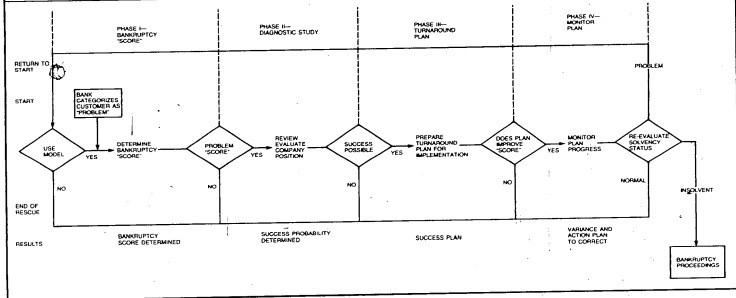 PHASE I—
BANKRUPTCY
"SCORE"
PHASE II—
DIAGNOSTIC STUDY
PHASE III—
TURNAROUND
PLAN
PHASE IV—
MONITOR
PLAN
RETURN TO
START
PROBLEM
START
BANK
CATEGORIZES
CUSTOMER AS
"PROBLEM"
USE
MODEL
YES
DETERMINE
BANKRUPTCY
"SCORE"
PROBLEM
"SCORE"
YES
REVIEW
EVALUATE
COMPANY
POSITION
SUCCESS
POSSIBLE
YES
PREPARE
TURNAROUND
PLAN FOR
IMPLEMENTATION
DOES PLAN
IMPROVE
"SCORE"
YES
MONITOR
PLAN
PROGRESS
RE-EVALUATE
SOLVENCY
STATUS
NO
NO
NO
NO
NORMAL
INSOLVENT
END OF
RESCUE
RESULTS
BANKRUPTCY
SCORE DETERMINED
SUCCESS PROBABILITY
DETERMINED
SUCCESS PLAN
VARIANCE AND
ACTION PLAN
TO CORRECT
BANKRUPTCY
PROCEEDINGS